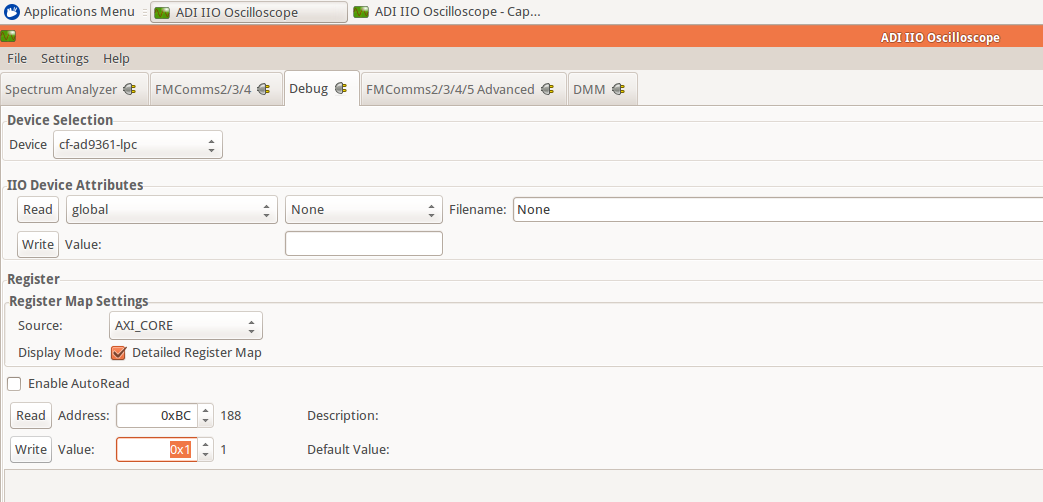 Applications Menu ADI IIO Oscilloscope ADI IIO Oscilloscope - Cap...
ADI IIO Oscilloscope
File Settings Help
Spectrum Analyzer FMComms2/3/4 Debug FMComms2/3/4/5 Advanced DMM
Device Selection
Device cf-ad9361-lpc
IIO Device Attributes
Read global None Filename: None
Write Value:
Register
Register Map Settings
Source: AXI_CORE
Display Mode: Detailed Register Map
Enable AutoRead
Read Address: 0xBC 188 Description:
Write Value: 0x1 1 Default Value: